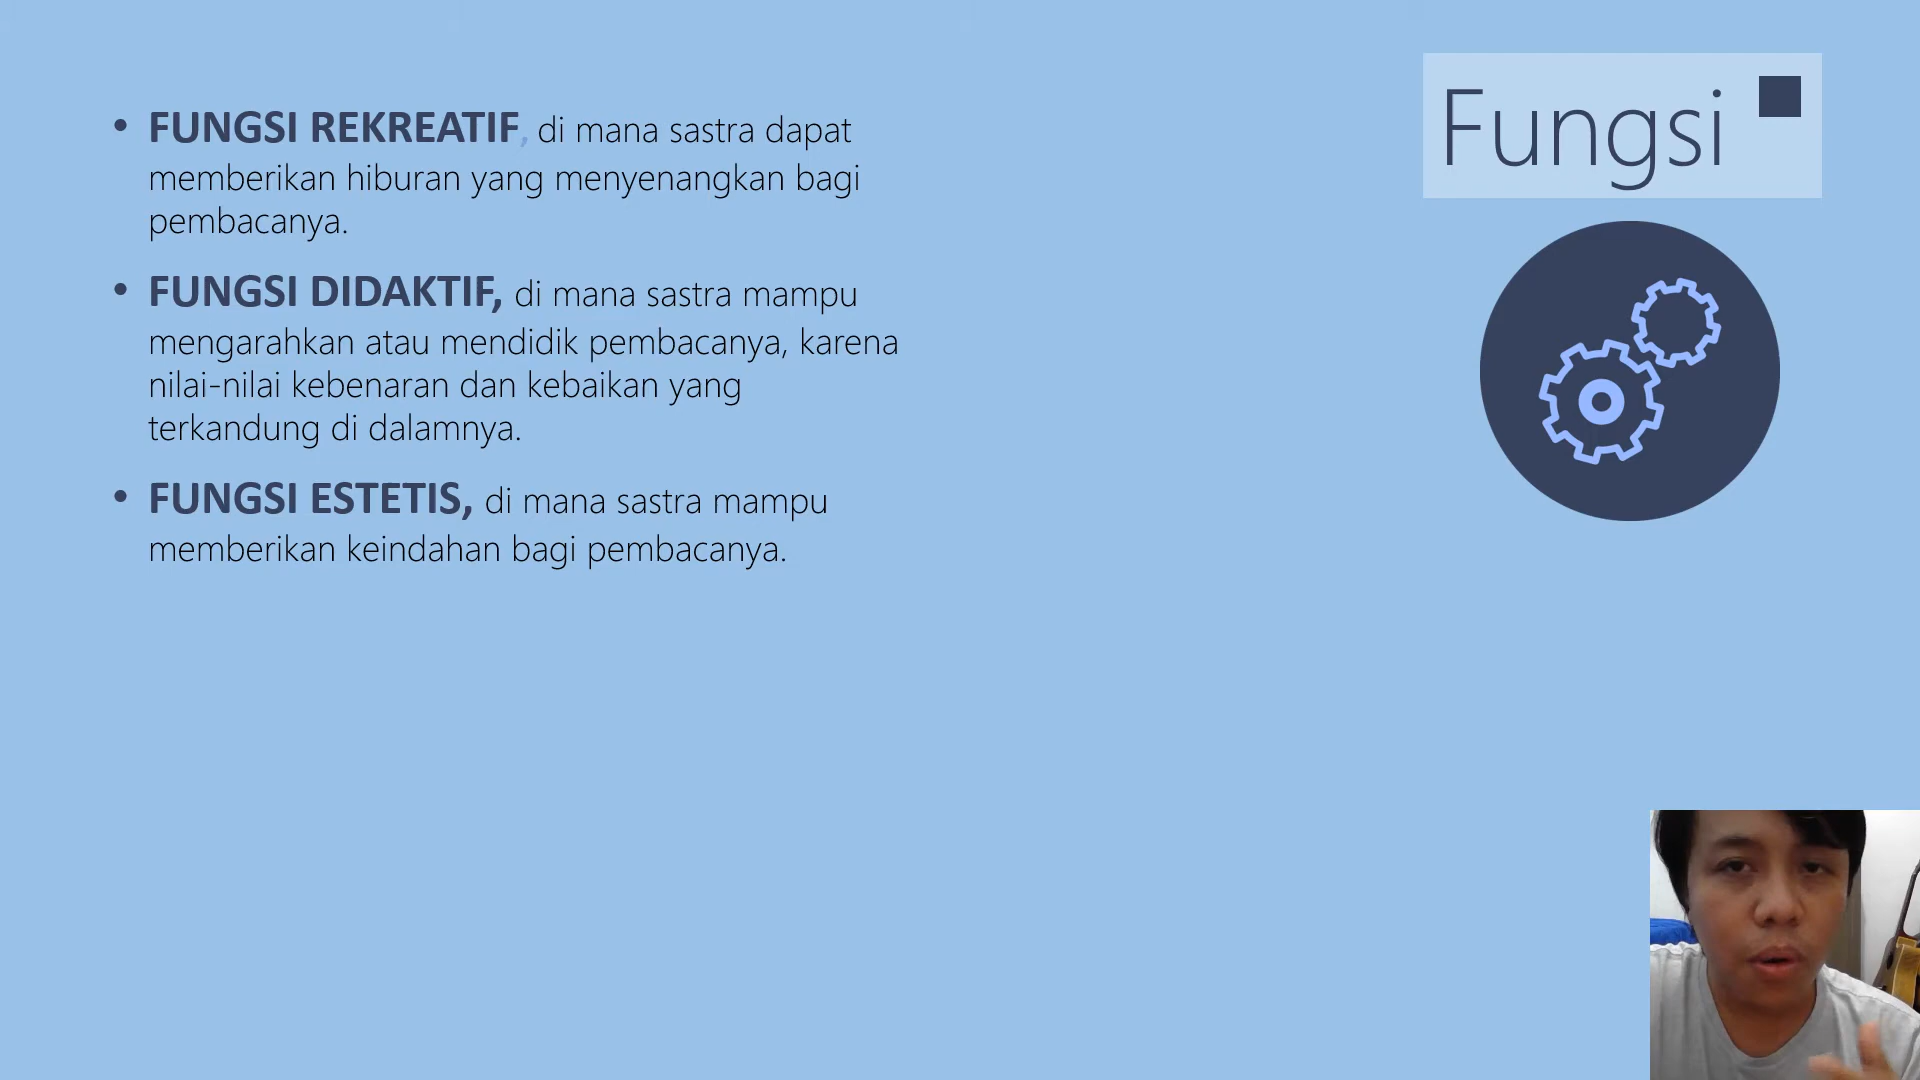 Fungsi
• FUNGSI REKREATIF, di mana sastra dapat
memberikan hiburan yang menyenangkan bagi
pembacanya.
• FUNGSI DIDAKTIF, di mana sastra mampu
mengarahkan atau mendidik pembacanya, karena
nilai-nilai kebenaran dan kebaikan yang
terkandung di dalamnya.
• FUNGSI ESTETIS, di mana sastra mampu
memberikan keindahan bagi pembacanya.